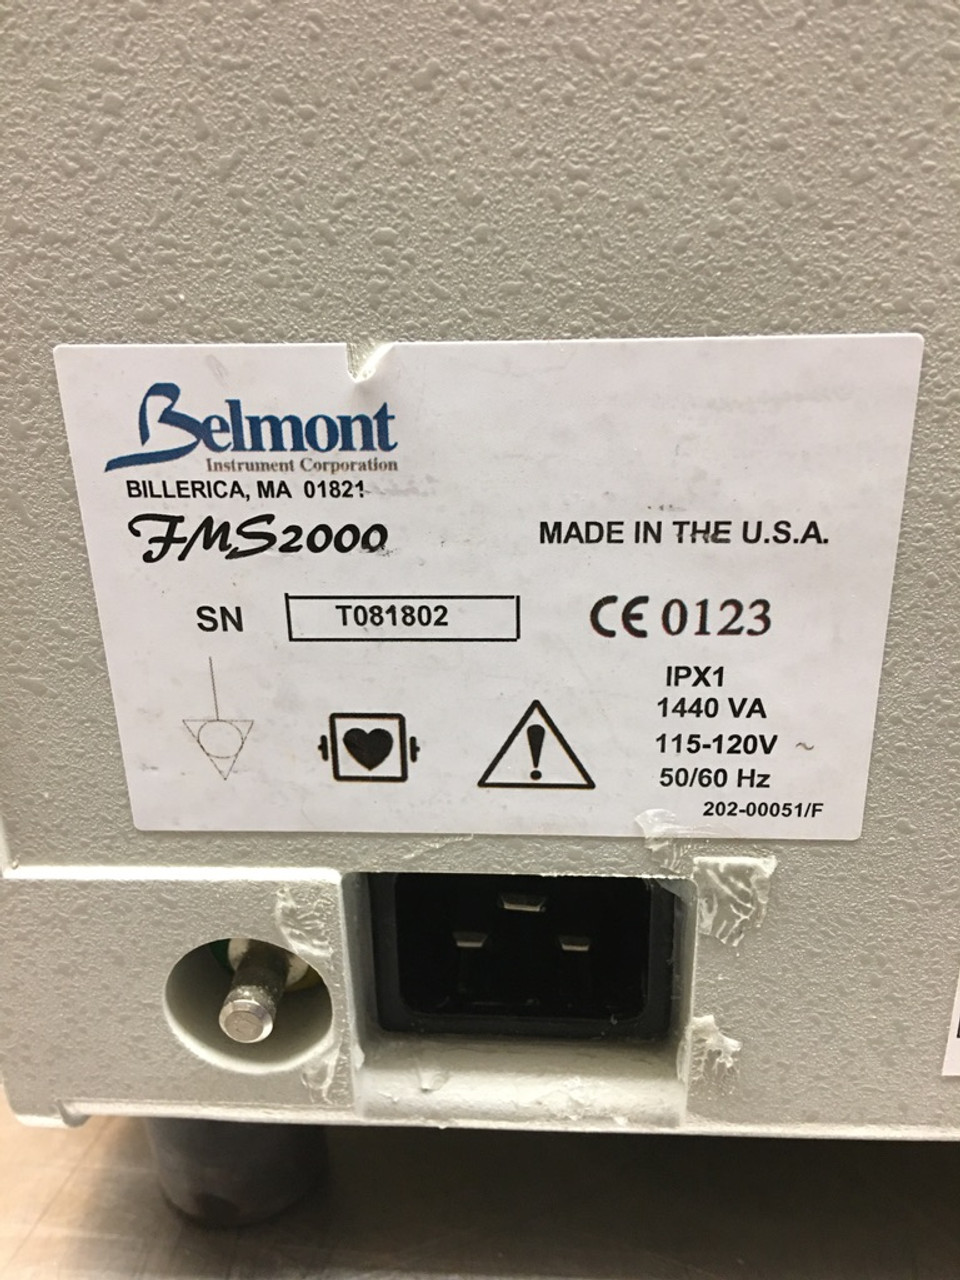 Belmont
Instrument Corporation
BILLERICA, MA 01821
FMS2000
MADE IN THE U.S.A.
SN T081802
CE 0123
IPX1
1440 VA
115-120V ~
50/60 Hz
202-00051/F